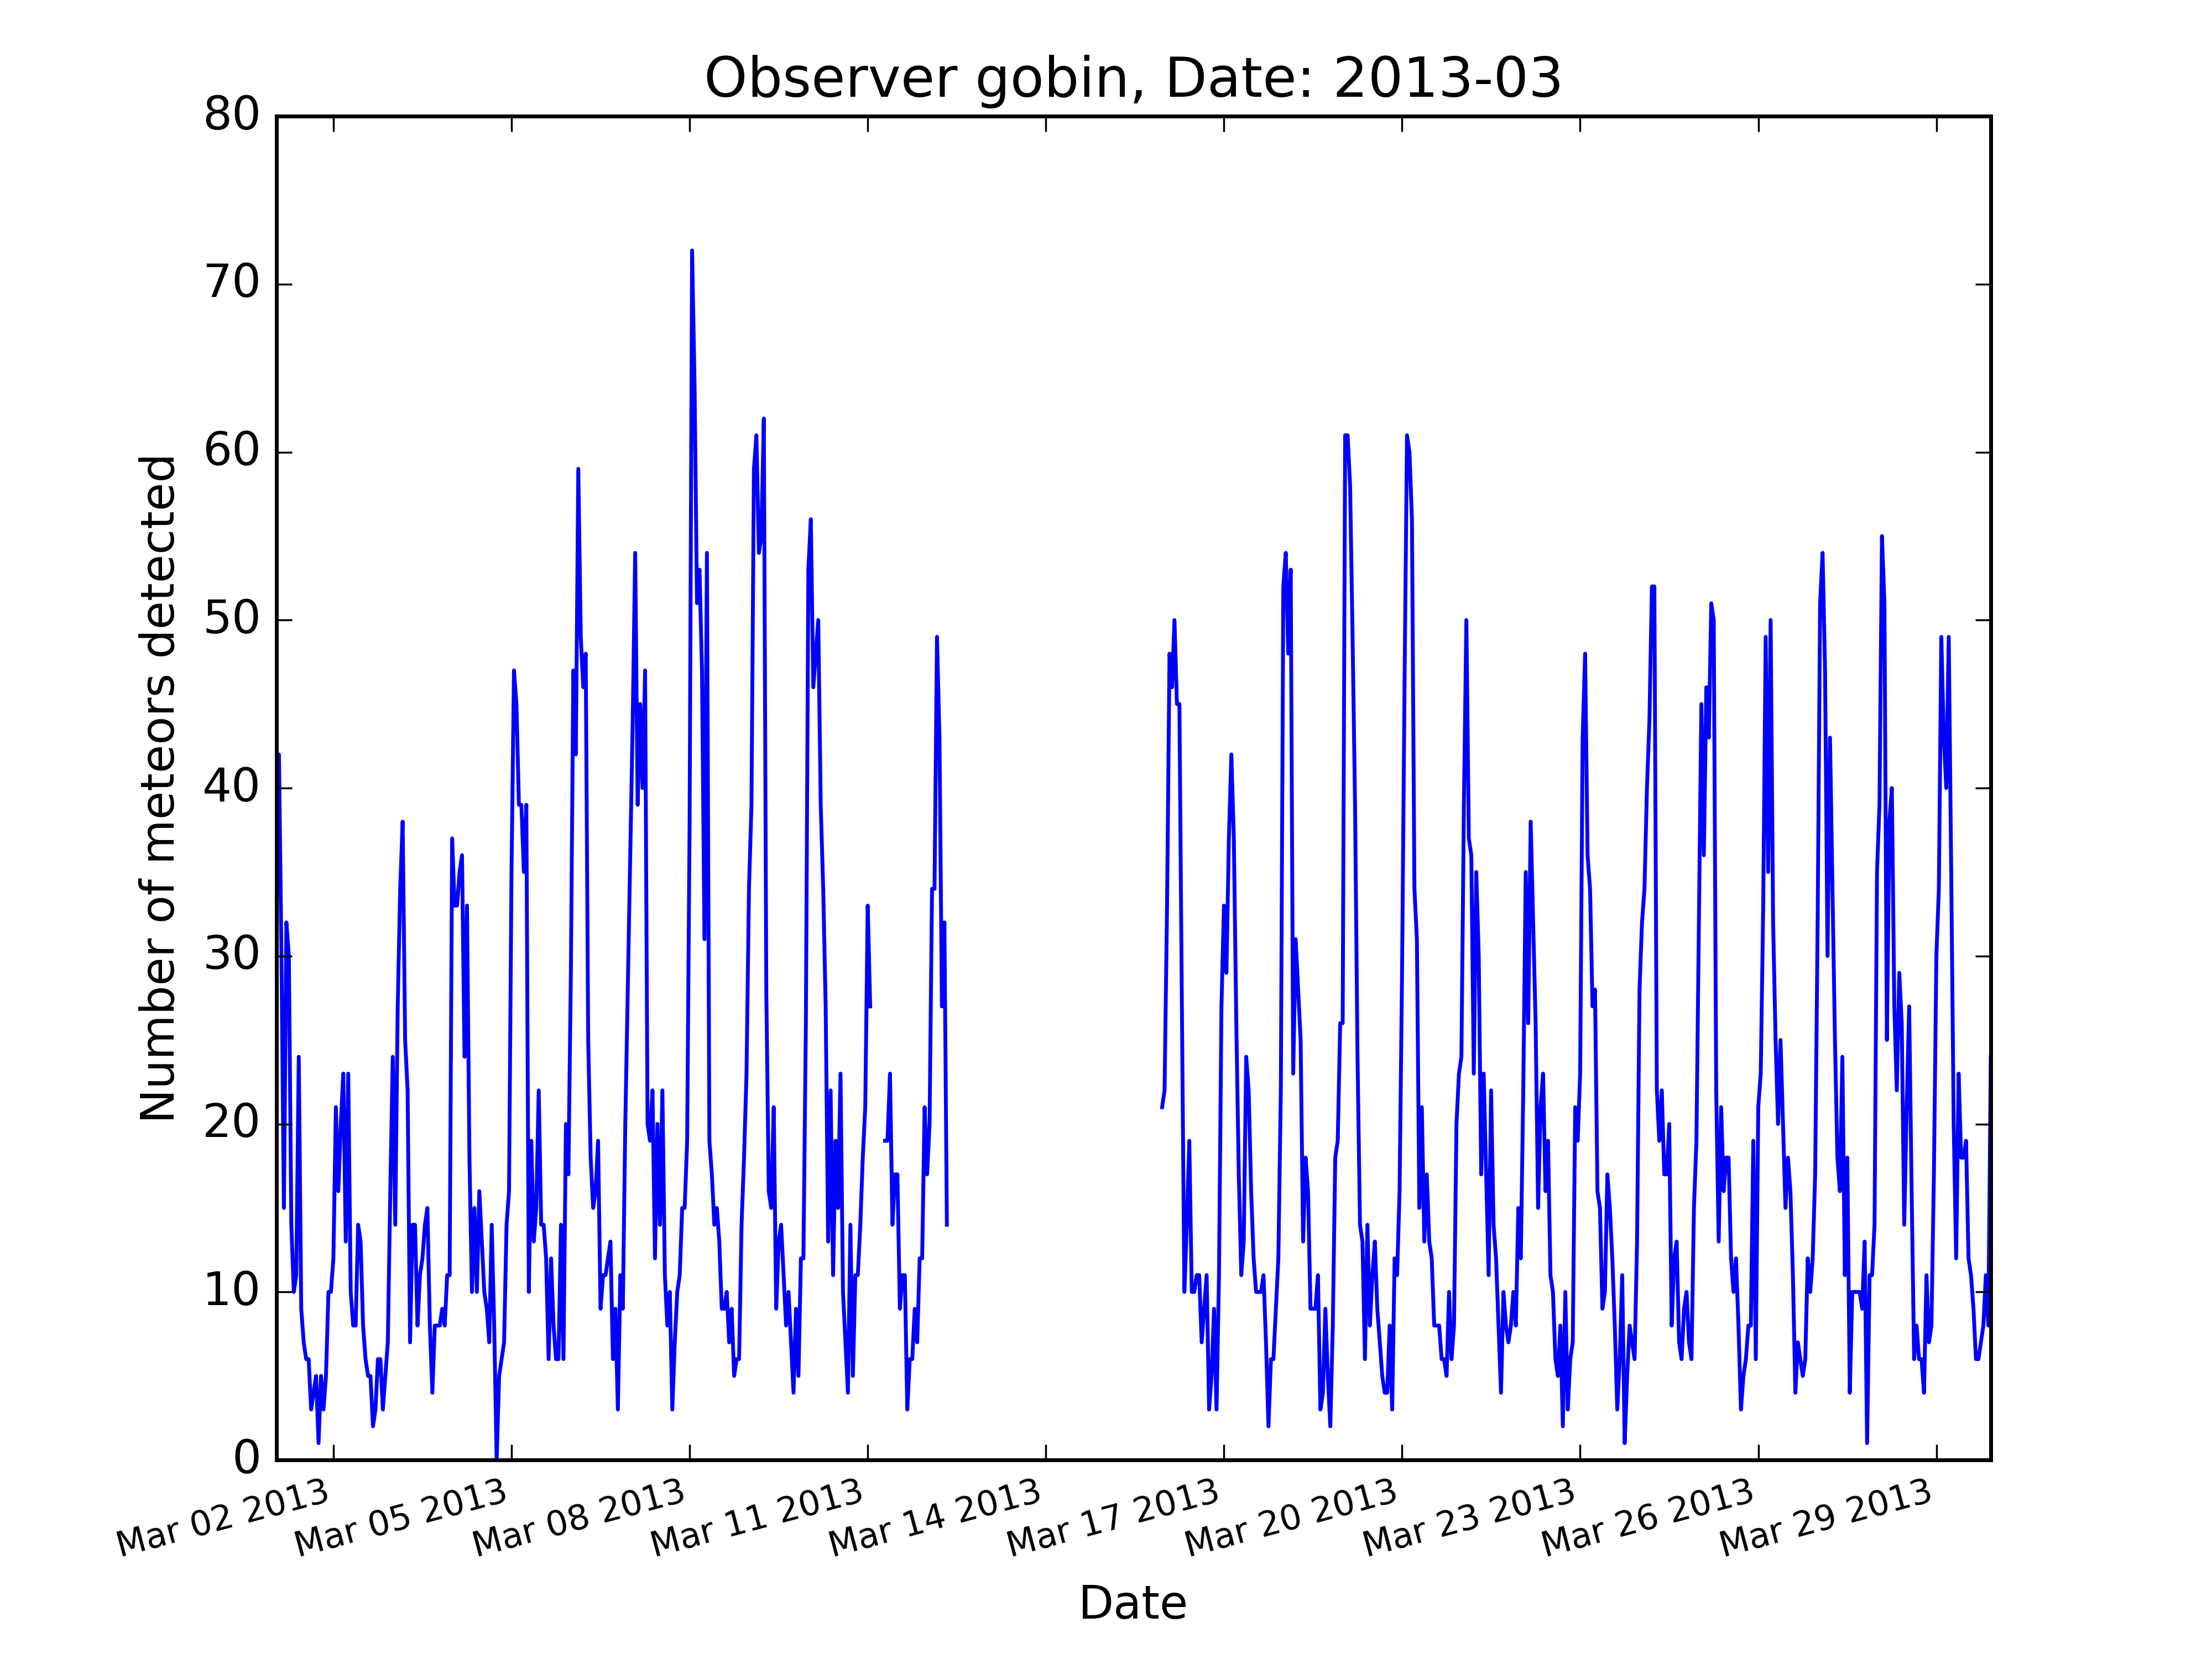 Observer gobin, Date: 2013-03
80
70
60
50
40
30
20
10
0
Number of meteors detected
Mar 02 2013
Mar 05 2013
Mar 08 2013
Mar 11 2013
Mar 14 2013
Mar 17 2013
Mar 20 2013
Mar 23 2013
Mar 26 2013
Mar 29 2013
Date